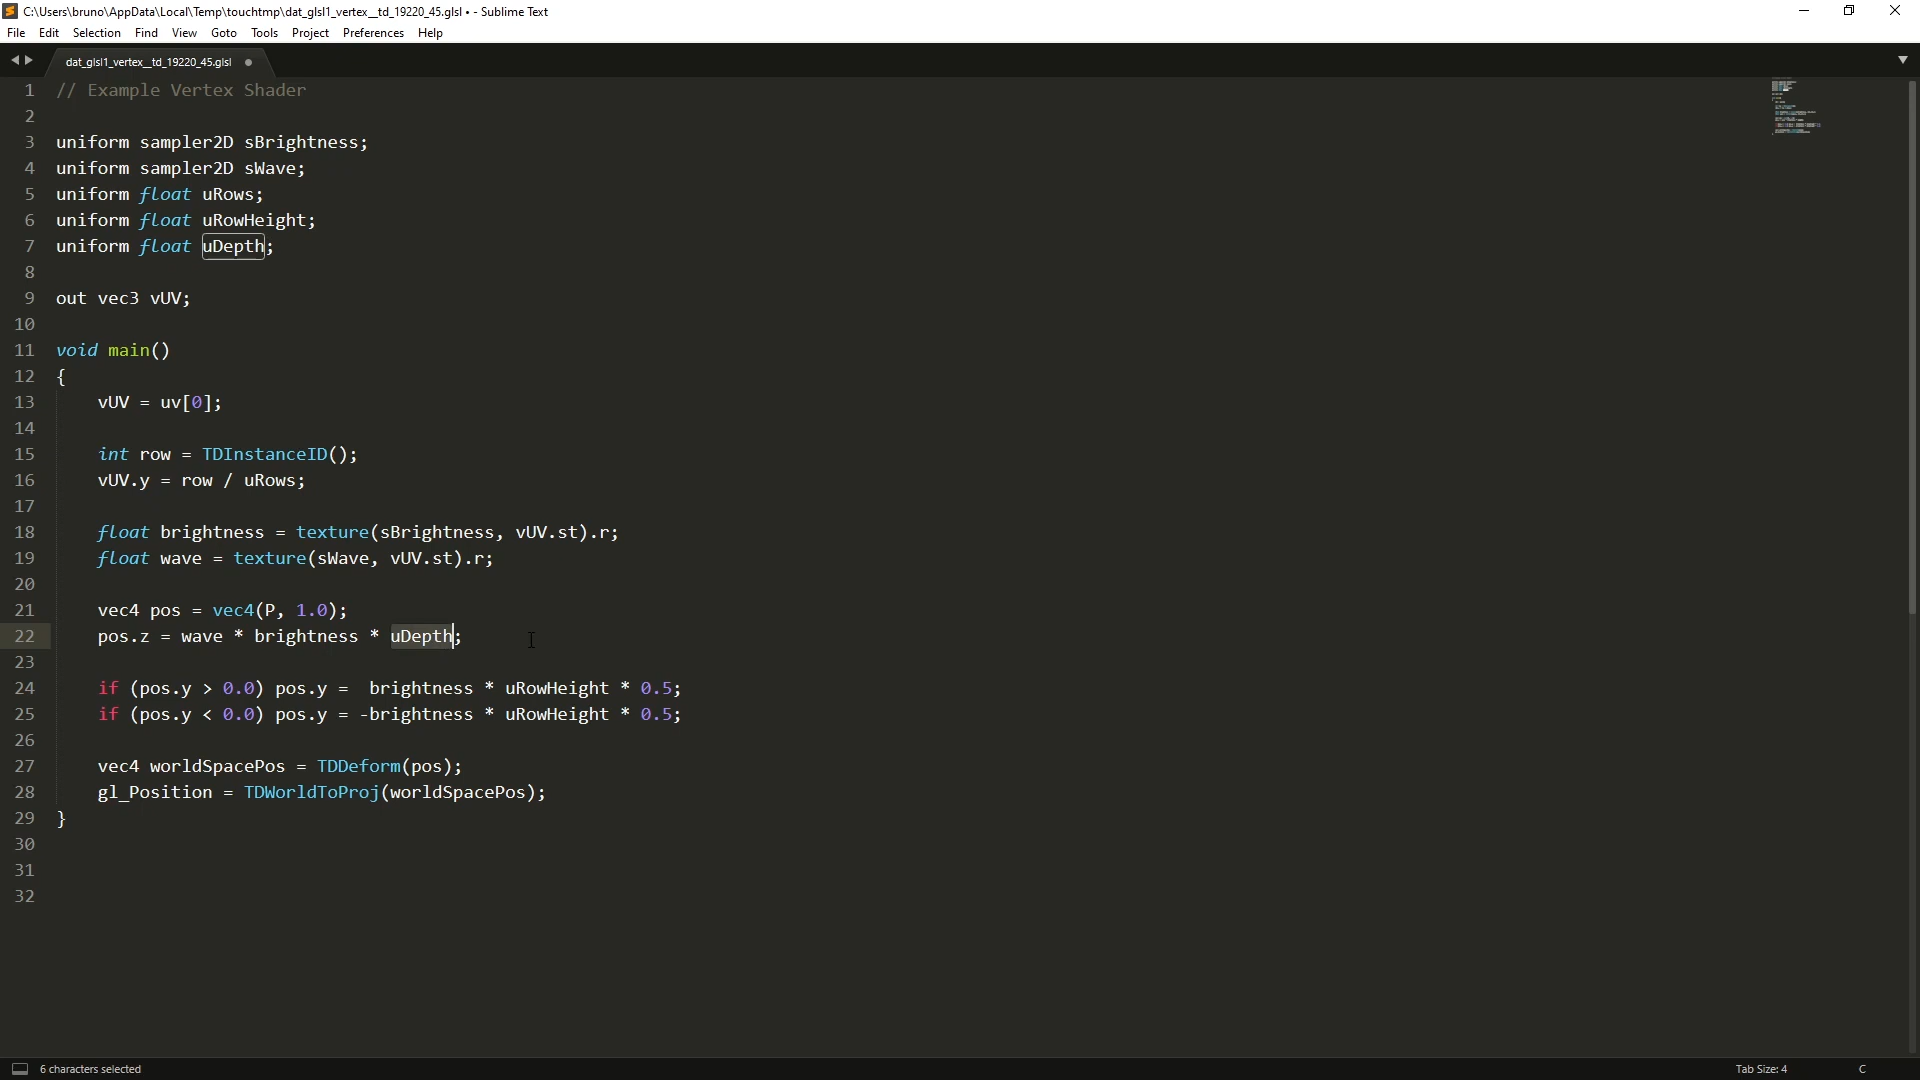 C:\Users\bruno\AppData\Local\Temp\touchtmp\dat_glsl1_vertex__td_19220_45.glsl • - Sublime Text
File Edit Selection Find View Goto Tools Project Preferences Help
dat_glsl1_vertex__td_19220_45.glsl
1 // Example Vertex Shader
2
3 uniform sampler2D sBrightness;
4 uniform sampler2D sWave;
5 uniform float uRows;
6 uniform float uRowHeight;
7 uniform float uDepth;
8
9 out vec3 vUV;
10
11 void main()
12 {
13 vUV = uv[0];
14
15 int row = TDInstanceID();
16 vUV.y = row / uRows;
17
18 float brightness = texture(sBrightness, vUV.st).r;
19 float wave = texture(sWave, vUV.st).r;
20
21 vec4 pos = vec4(P, 1.0);
22 pos.z = wave * brightness * uDepth;
23
24 if (pos.y > 0.0) pos.y =  brightness * uRowHeight * 0.5;
25 if (pos.y < 0.0) pos.y = -brightness * uRowHeight * 0.5;
26
27 vec4 worldSpacePos = TDDeform(pos);
28 gl_Position = TDWorldToProj(worldSpacePos);
29 }
30
31
32
6 characters selected Tab Size: 4 C